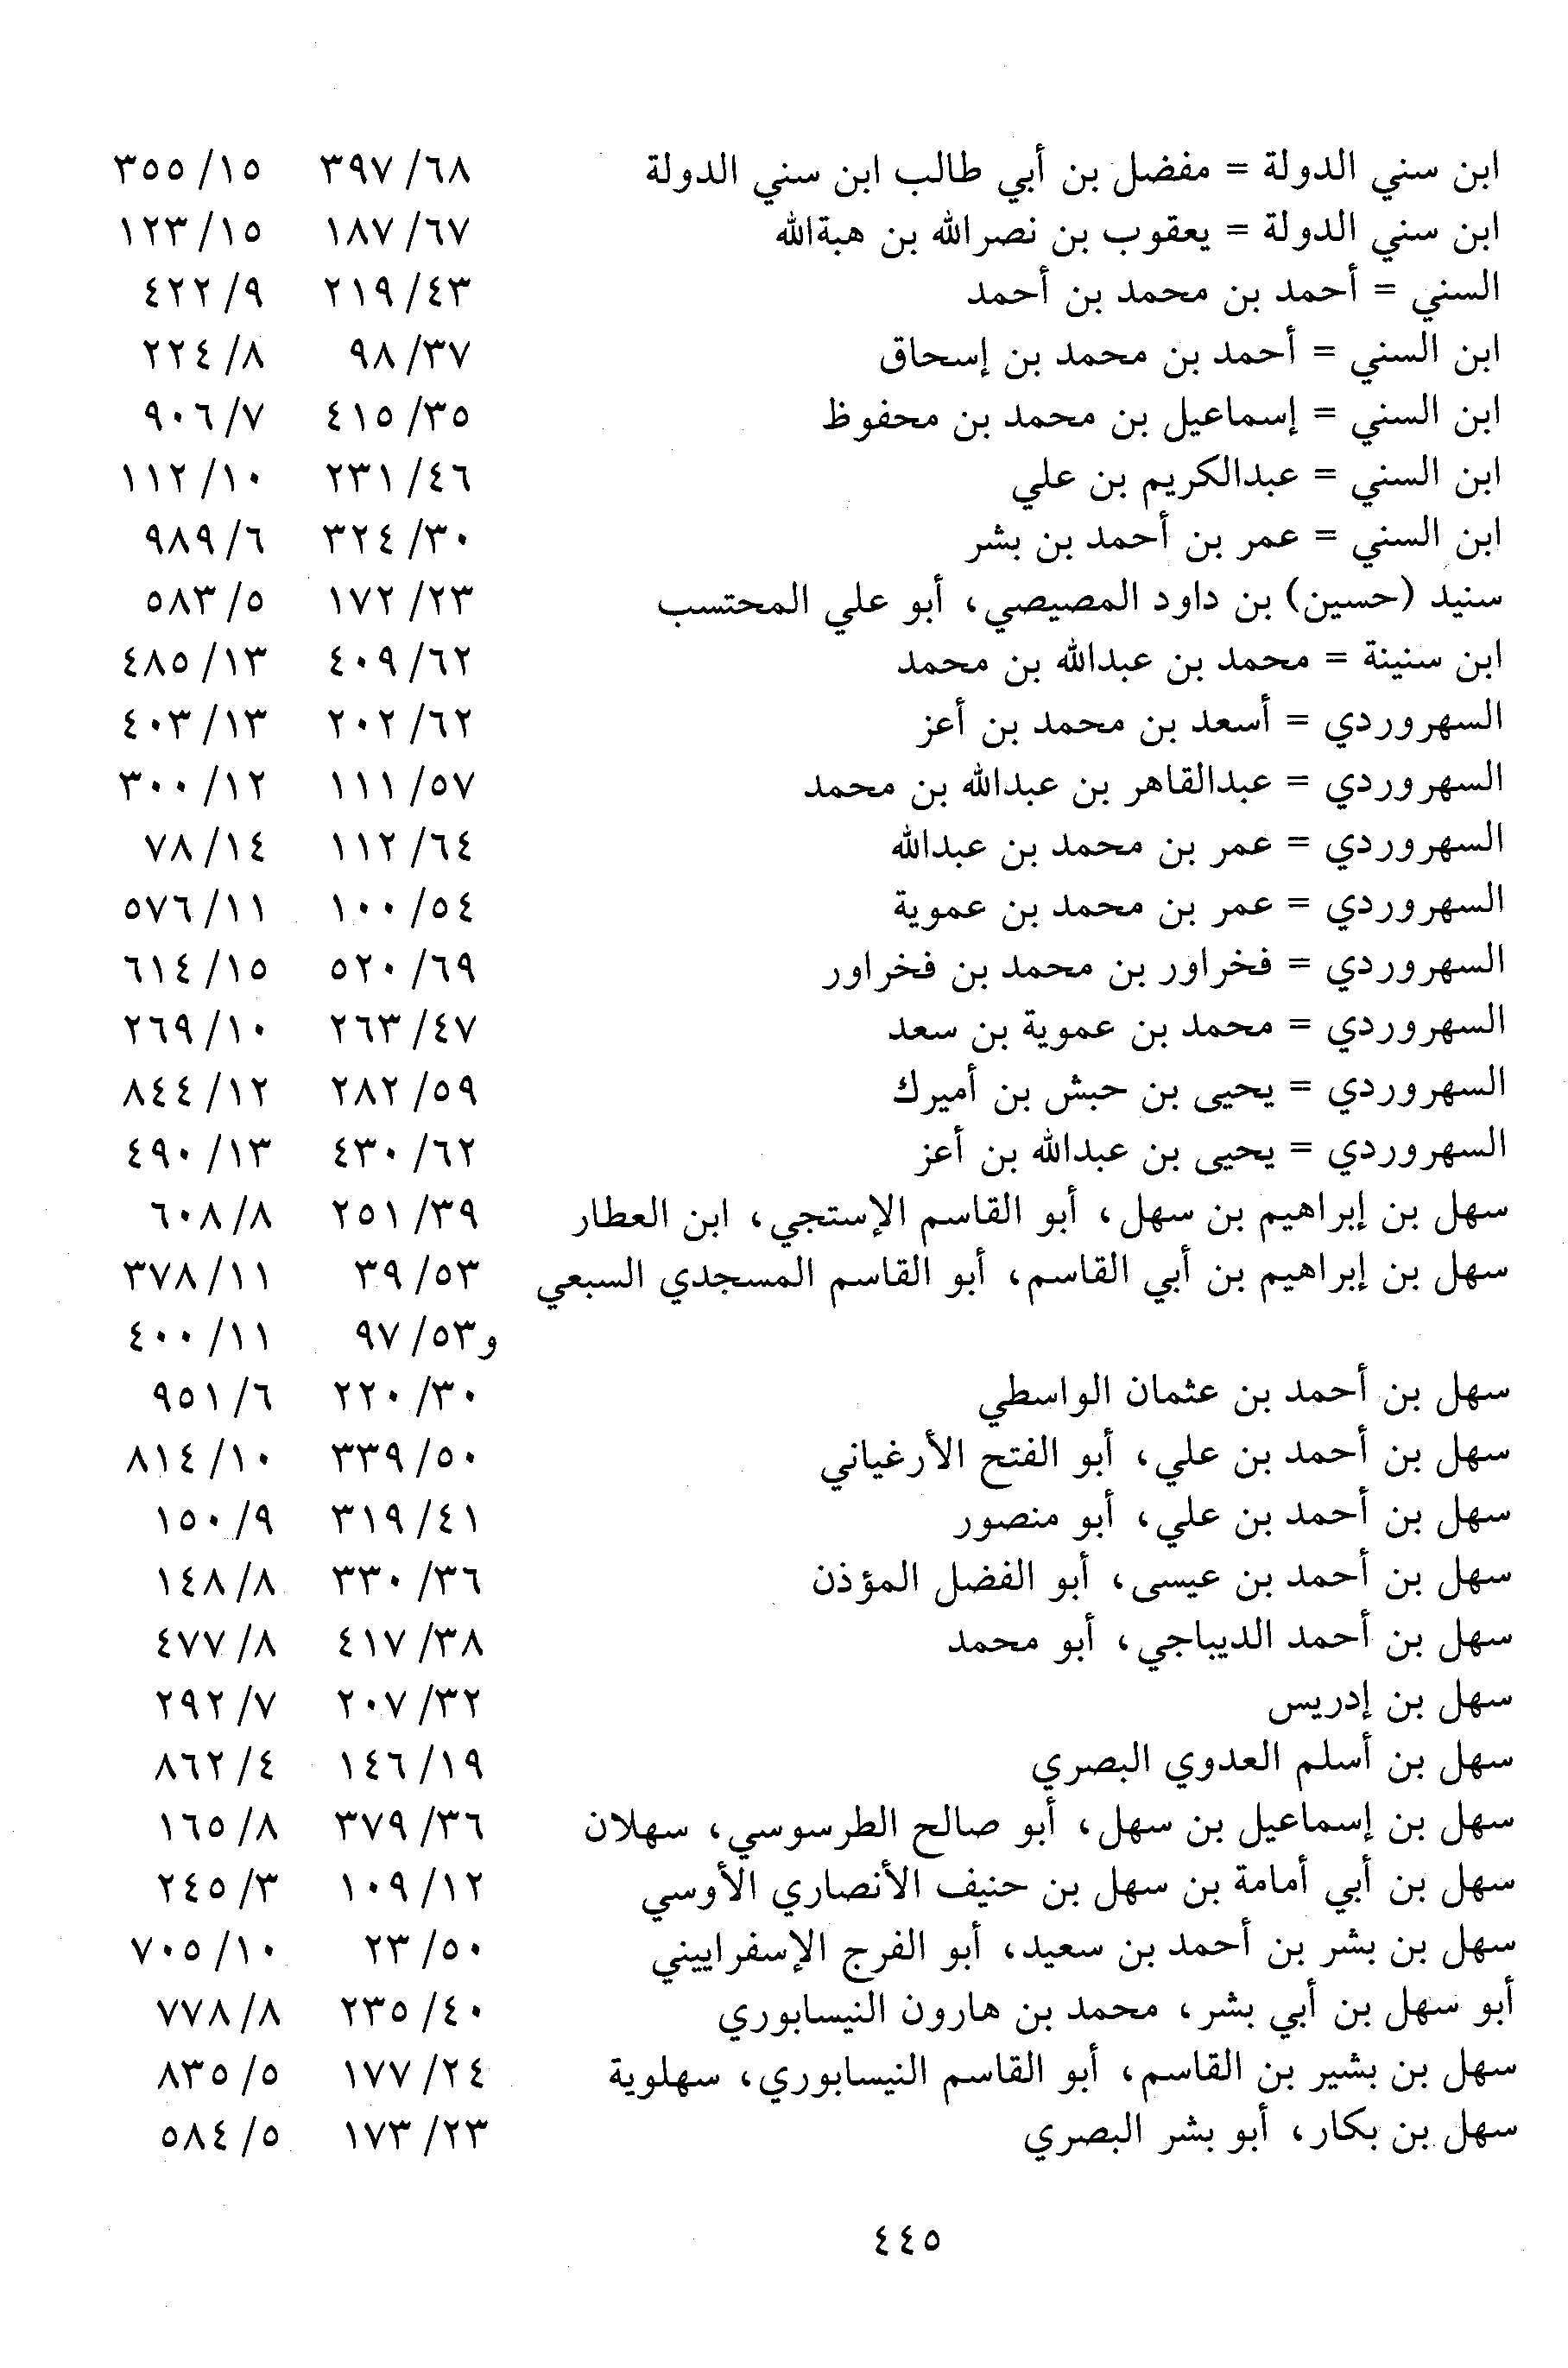 ابن سني الدولة = مفضل بن أبي طالب ابن سني الدولة ٦٨/ ٣٩٧ ١٥/ ٣٥٥
ابن سني الدولة = يعقوب بن نصرالله بن هبةالله ٦٧/ ١٨٧ ١٥/ ١٢٣
السني = أحمد بن محمد بن أحمد ٤٣/ ٢١٩ ٩/ ٤٢٢
ابن السني = أحمد بن محمد بن إسحاق ٣٧/ ٩٨ ٨/ ٢٢٤
ابن السني = إسماعيل بن محمد بن محفوظ ٣٥/ ٤١٥ ٧/ ٩٠٦
ابن السني = عبدالكريم بن علي ٤٦/ ٢٣١ ١٠/ ١١٢
ابن السني = عمر بن أحمد بن بشر ٣٠/ ٣٢٤ ٦/ ٩٨٩
سنيد (حسين) بن داود المصيصي، أبو علي المحتسب ٢٣/ ١٧٢ ٥/ ٥٨٣
ابن سنينة = محمد بن عبدالله بن محمد ٦٢/ ٤٠٩ ١٣/ ٤٨٥
السهروردي = أسعد بن محمد بن أعز ٦٢/ ٢٠٢ ١٣/ ٤٠٣
السهروردي = عبدالقاهر بن عبدالله بن محمد ٥٧/ ١١١ ١٢/ ٣٠٠
السهروردي = عمر بن محمد بن عبدالله ٦٤/ ١١٢ ١٤/ ٧٨
السهروردي = عمر بن محمد بن عموية ٥٤/ ١٠٠ ١١/ ٥٧٦
السهروردي = فخراور بن محمد بن فخراور ٦٩/ ٥٢٠ ١٥/ ٦١٤
السهروردي = محمد بن عموية بن سعد ٤٧/ ٢٦٣ ١٠/ ٢٦٩
السهروردي = يحيى بن حبش بن أميرك ٥٩/ ٢٨٢ ١٢/ ٨٤٤
السهروردي = يحيى بن عبدالله بن أعز ٦٢/ ٤٣٠ ١٣/ ٤٩٠
سهل بن إبراهيم بن سهل، أبو القاسم الإستجي، ابن العطار ٣٩/ ٢٥١ ٨/ ٦٠٨
سهل بن إبراهيم بن أبي القاسم، أبو القاسم المسجدي السبعي ٥٣/ ٣٩ ١١/ ٣٧٨
و٥٣/ ٩٧ ١١/ ٤٠٠
سهل بن أحمد بن عثمان الواسطي ٣٠/ ٢٢٠ ٦/ ٩٥١
سهل بن أحمد بن علي، أبو الفتح الأرغياني ٥٠/ ٣٣٩ ١٠/ ٨١٤
سهل بن أحمد بن علي، أبو منصور ٤١/ ٣١٩ ٩/ ١٥٠
سهل بن أحمد بن عيسى، أبو الفضل المؤذن ٣٦/ ٣٣٠ ٨/ ١٤٨
سهل بن أحمد الديباجي، أبو محمد ٣٨/ ٤١٧ ٨/ ٤٧٧
سهل بن إدريس ٣٢/ ٢٠٧ ٧/ ٢٩٢
سهل بن أسلم العدوي البصري ١٩/ ١٤٦ ٤/ ٨٦٢
سهل بن إسماعيل بن سهل، أبو صالح الطرسوسي، سهلان ٣٦/ ٣٧٩ ٨/ ١٦٥
سهل بن أبي أمامة بن سهل بن حنيف الأنصاري الأوسي ١٢/ ١٠٩ ٣/ ٢٤٥
سهل بن بشر بن أحمد بن سعيد، أبو الفرج الإسفراييني ٥٠/ ٢٣ ١٠/ ٧٠٥
أبو سهل بن أبي بشر، محمد بن هارون النيسابوري ٤٠/ ٢٣٥ ٨/ ٧٧٨
سهل بن بشير بن القاسم، أبو القاسم النيسابوري، سهلوية ٢٤/ ١٧٧ ٥/ ٨٣٥
سهل بن بكار، أبو بشر البصري ٢٣/ ١٧٣ ٥/ ٥٨٤
٤٤٥